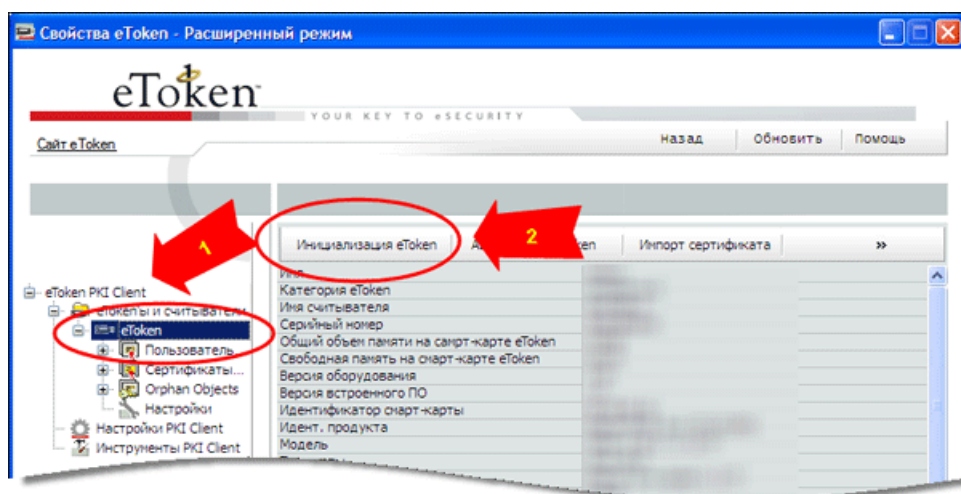 Свойства eToken - Расширенный режим
eToken
YOUR KEY TO eSECURITY
Сайт eToken
Назад Обновить Помощь
1
2
Инициализация eToken Импорт сертификата »
eToken PKI Client
eToken'ы и считыватели
eToken
Пользователь...
Сертификаты...
Orphan Objects
Настройки
Настройки PKI Client
Инструменты PKI Client
Имя
Категория eToken
Имя считывателя
Серийный номер
Общий объем памяти на самрт-карте eToken
Свободная память на смарт-карте eToken
Версия оборудования
Версия встроенного ПО
Идентификатор смарт-карты
Идент. продукта
Модель